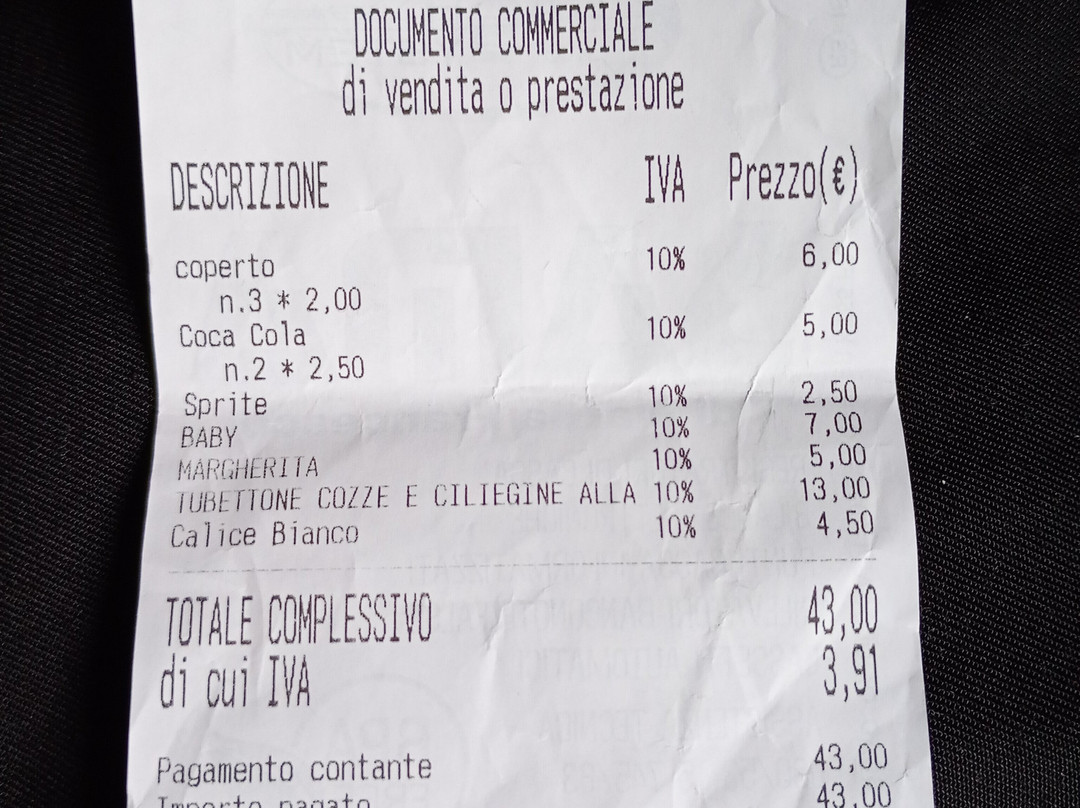 DOCUMENTO COMMERCIALE
di vendita o prestazione
DESCRIZIONE IVA Prezzo(€)
coperto 10% 6,00
n.3 * 2,00
Coca Cola 10% 5,00
n.2 * 2,50
Sprite 10% 2,50
BABY 10% 7,00
MARGHERITA 10% 5,00
TUBETTONE COZZE E CILIEGINE ALLA 10% 13,00
Calice Bianco 10% 4,50
TOTALE COMPLESSIVO 43,00
di cui IVA 3,91
Pagamento contante 43,00
Importo pagato 43,00